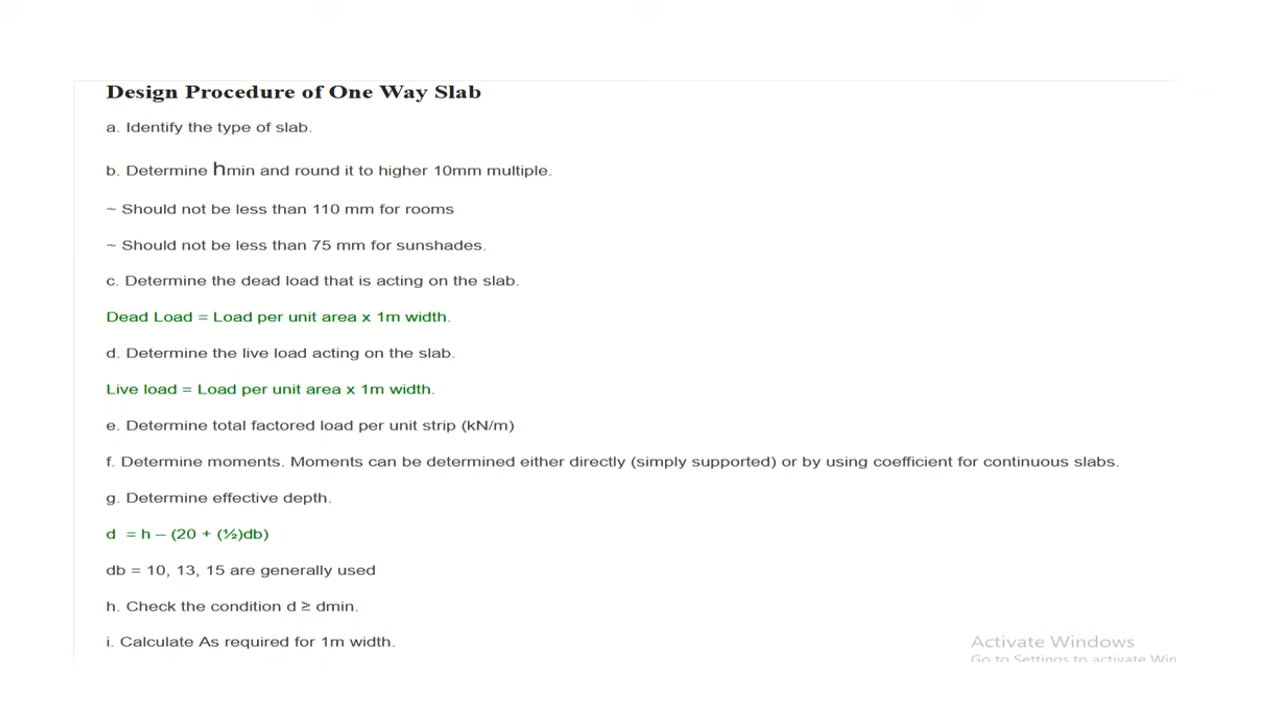 Design Procedure of One Way Slab
a. Identify the type of slab.
b. Determine hmin and round it to higher 10mm multiple.
~ Should not be less than 110 mm for rooms
~ Should not be less than 75 mm for sunshades.
c. Determine the dead load that is acting on the slab.
Dead Load = Load per unit area x 1m width.
d. Determine the live load acting on the slab.
Live load = Load per unit area x 1m width.
e. Determine total factored load per unit strip (kN/m)
f. Determine moments. Moments can be determined either directly (simply supported) or by using coefficient for continuous slabs.
g. Determine effective depth.
d = h – (20 + (½)db)
db = 10, 13, 15 are generally used
h. Check the condition d ≥ dmin.
i. Calculate As required for 1m width.
Activate Windows
Go to Settings to activate Win